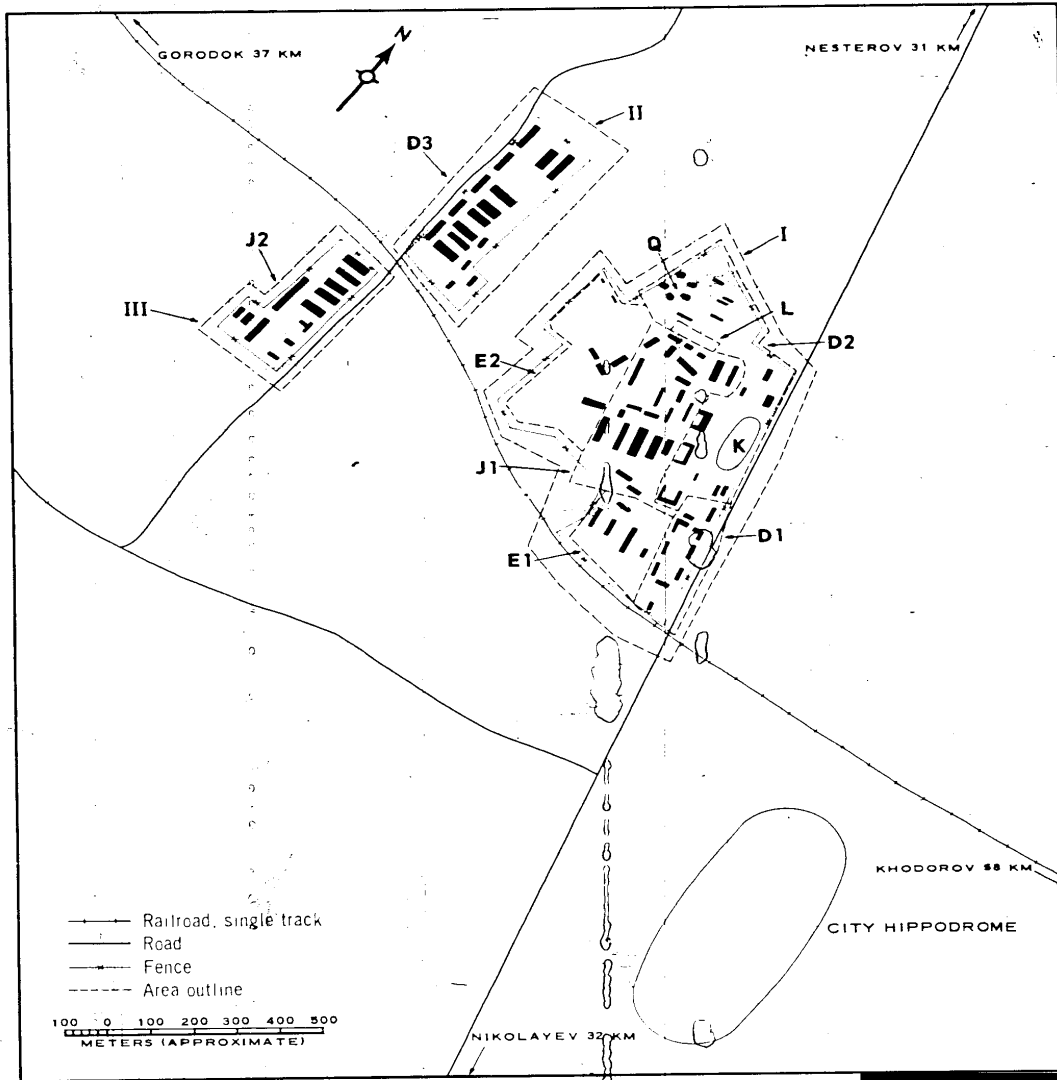 GORODOK 37 KM
NESTEROV 31 KM
N
II
D3
I
Q
J2
L
III
D2
E2
K
J1
D1
E1
KHODOROV 58 KM
CITY HIPPODROME
Railroad, single track
Road
Fence
Area outline
100 0 100 200 300 400 500
METERS (APPROXIMATE)
NIKOLAYEV 32 KM